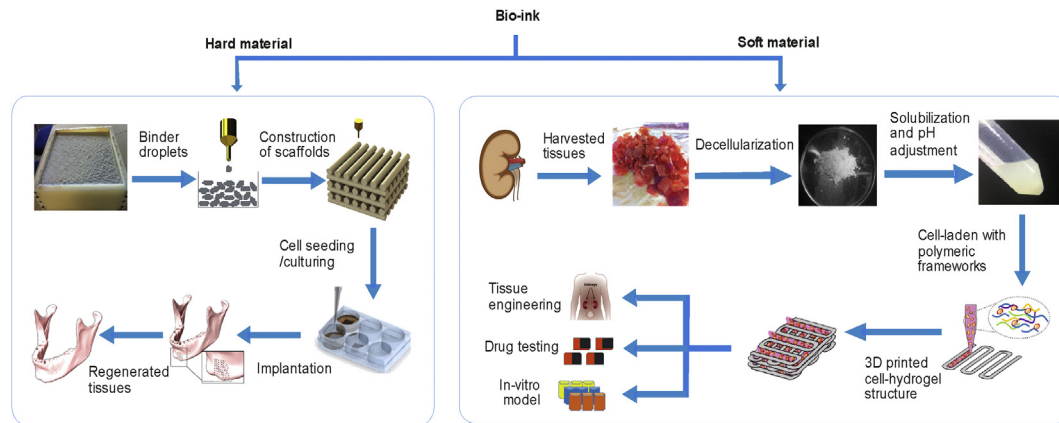 Bio-ink
Hard material
Soft material
Binder
droplets
Construction
of scaffolds
Cell seeding
/culturing
Implantation
Regenerated
tissues
Harvested
tissues
Decellularization
Solubilization
and pH
adjustment
Cell-laden with
polymeric
frameworks
3D printed
cell-hydrogel
structure
Tissue
engineering
Drug testing
In-vitro
model